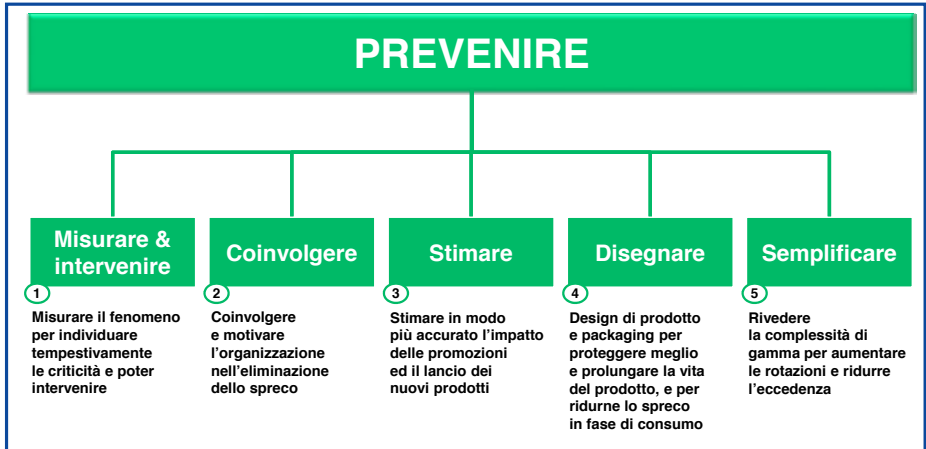 PREVENIRE
Misurare &
intervenire
1
Misurare il fenomeno
per individuare
tempestivamente
le criticità e poter
intervenire
Coinvolgere
2
Coinvolgere
e motivare
l’organizzazione
nell’eliminazione
dello spreco
Stimare
3
Stimare in modo
più accurato l’impatto
delle promozioni
ed il lancio dei
nuovi prodotti
Disegnare
4
Design di prodotto
e packaging per
proteggere meglio
e prolungare la vita
del prodotto, e per
ridurne lo spreco
in fase di consumo
Semplificare
5
Rivedere
la complessità di
gamma per aumentare
le rotazioni e ridurre
l’eccedenza